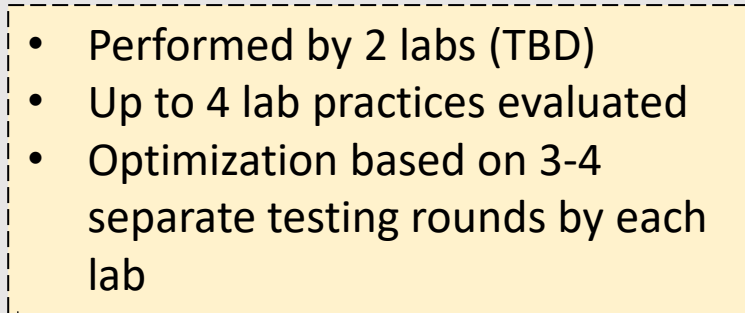 • Performed by 2 labs (TBD)
• Up to 4 lab practices evaluated
• Optimization based on 3-4
separate testing rounds by each
lab